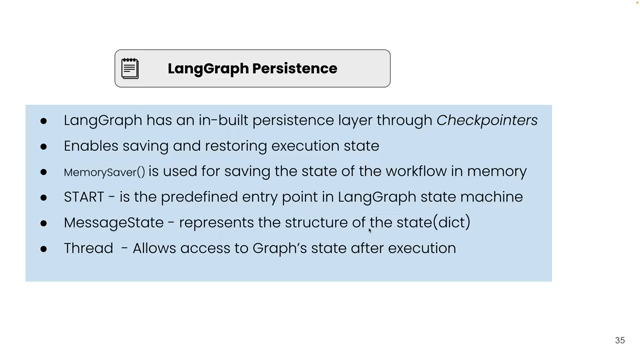 LangGraph Persistence
● LangGraph has an in-built persistence layer through Checkpointers
● Enables saving and restoring execution state
● MemorySaver() is used for saving the state of the workflow in memory
● START - is the predefined entry point in LangGraph state machine
● MessageState - represents the structure of the state(dict)
● Thread - Allows access to Graph's state after execution
35